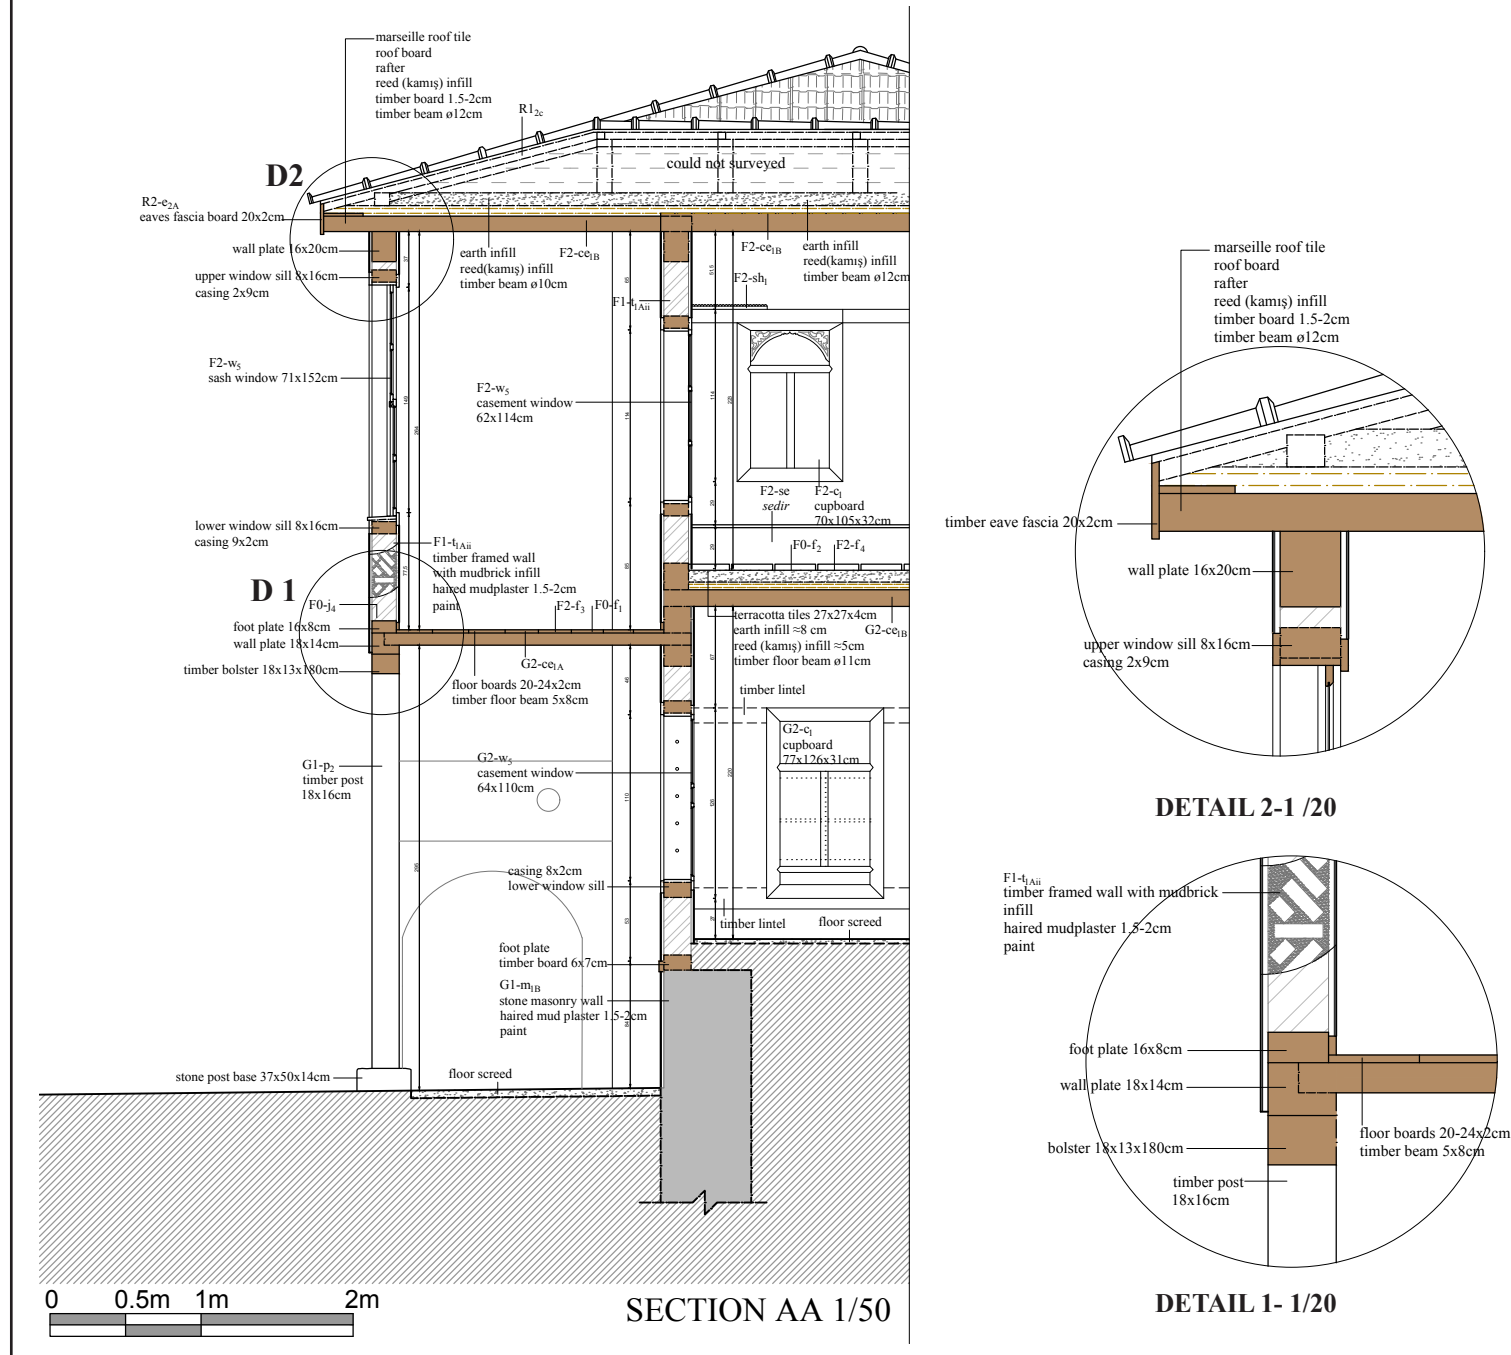 marseille roof tile
roof board
rafter
reed (kamış) infill
timber board 1.5-2cm
timber beam ø12cm
R1₂c
could not surveyed
D2
R2-e₂A
eaves fascia board 20x2cm
wall plate 16x20cm
upper window sill 8x16cm
casing 2x9cm
earth infill
reed(kamış) infill
timber beam ø10cm
F2-ce₁B
F2-ce₁B
earth infill
reed(kamış) infill
timber beam ø12cm
F2-sh₁
F1-t₁Aii
F2-w₅
sash window 71x152cm
F2-w₅
casement window
62x114cm
F2-se
sedir
F2-c₁
cupboard
70x105x32cm
lower window sill 8x16cm
casing 9x2cm
F1-t₁Aii
timber framed wall
with mudbrick infill
haired mudplaster 1.5-2cm
paint
F0-f₂
F2-f₄
D 1
F0-j₄
foot plate 16x8cm
wall plate 18x14cm
timber bolster 18x13x180cm
F2-f₃
F0-f₁
G2-ce₁A
floor boards 20-24x2cm
timber floor beam 5x8cm
terracotta tiles 27x27x4cm
earth infill ≈8 cm
reed (kamış) infill ≈5cm
timber floor beam ø11cm
G2-ce₁B
timber lintel
G1-p₂
timber post
18x16cm
G2-w₅
casement window
64x110cm
G2-c₁
cupboard
77x126x31cm
casing 8x2cm
lower window sill
timber lintel
floor screed
foot plate
timber board 6x7cm
G1-m₁B
stone masonry wall
haired mud plaster 1.5-2cm
paint
stone post base 37x50x14cm
floor screed
0 0.5m 1m 2m
SECTION AA 1/50
marseille roof tile
roof board
rafter
reed (kamış) infill
timber board 1.5-2cm
timber beam ø12cm
timber eave fascia 20x2cm
wall plate 16x20cm
upper window sill 8x16cm
casing 2x9cm
DETAIL 2-1 /20
F1-t₁Aii
timber framed wall with mudbrick
infill
haired mudplaster 1.5-2cm
paint
foot plate 16x8cm
wall plate 18x14cm
bolster 18x13x180cm
floor boards 20-24x2cm
timber beam 5x8cm
timber post
18x16cm
DETAIL 1- 1/20